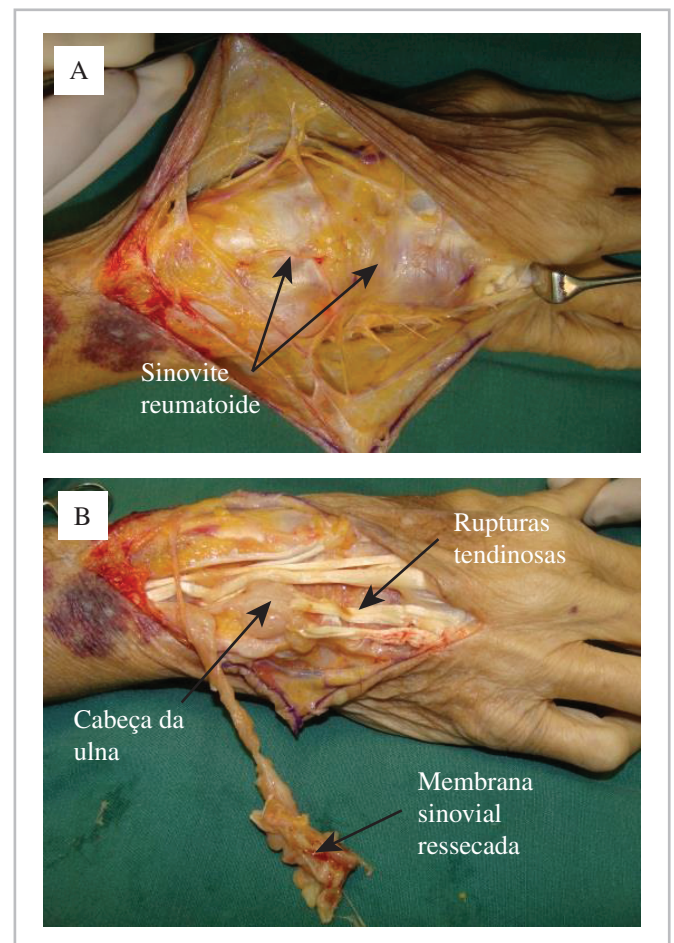 A
Sinovite
reumatoide
B
Rupturas
tendinosas
Cabeça da
ulna
Membrana
sinovial
ressecada